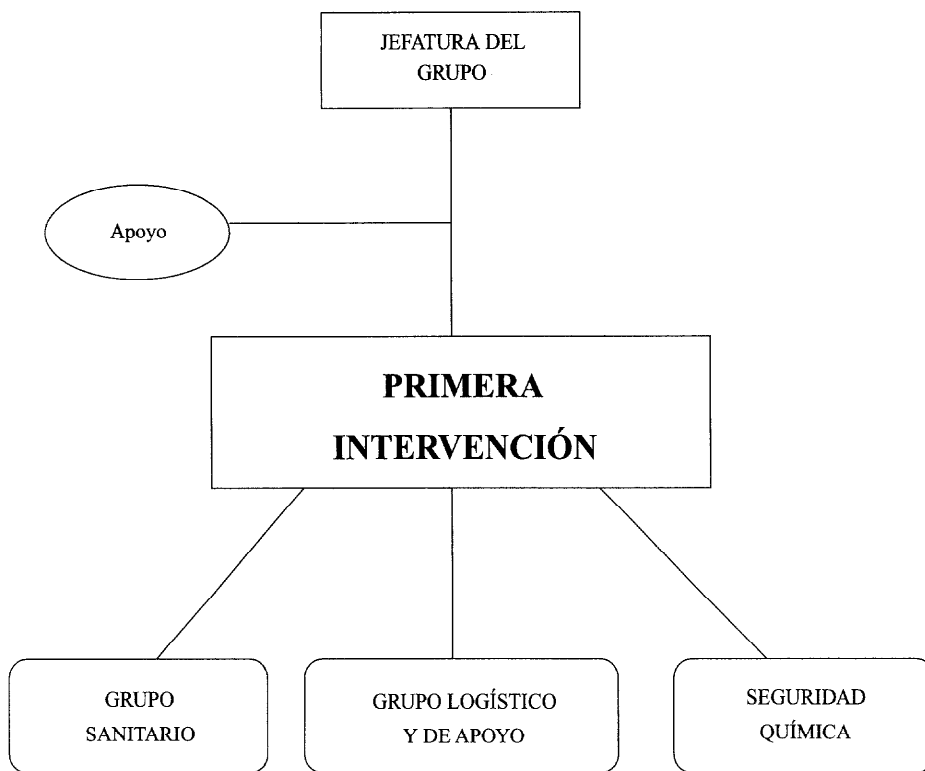 JEFATURA DEL
GRUPO
Apoyo
PRIMERA
INTERVENCIÓN
GRUPO
SANITARIO
GRUPO LOGÍSTICO
Y DE APOYO
SEGURIDAD
QUÍMICA